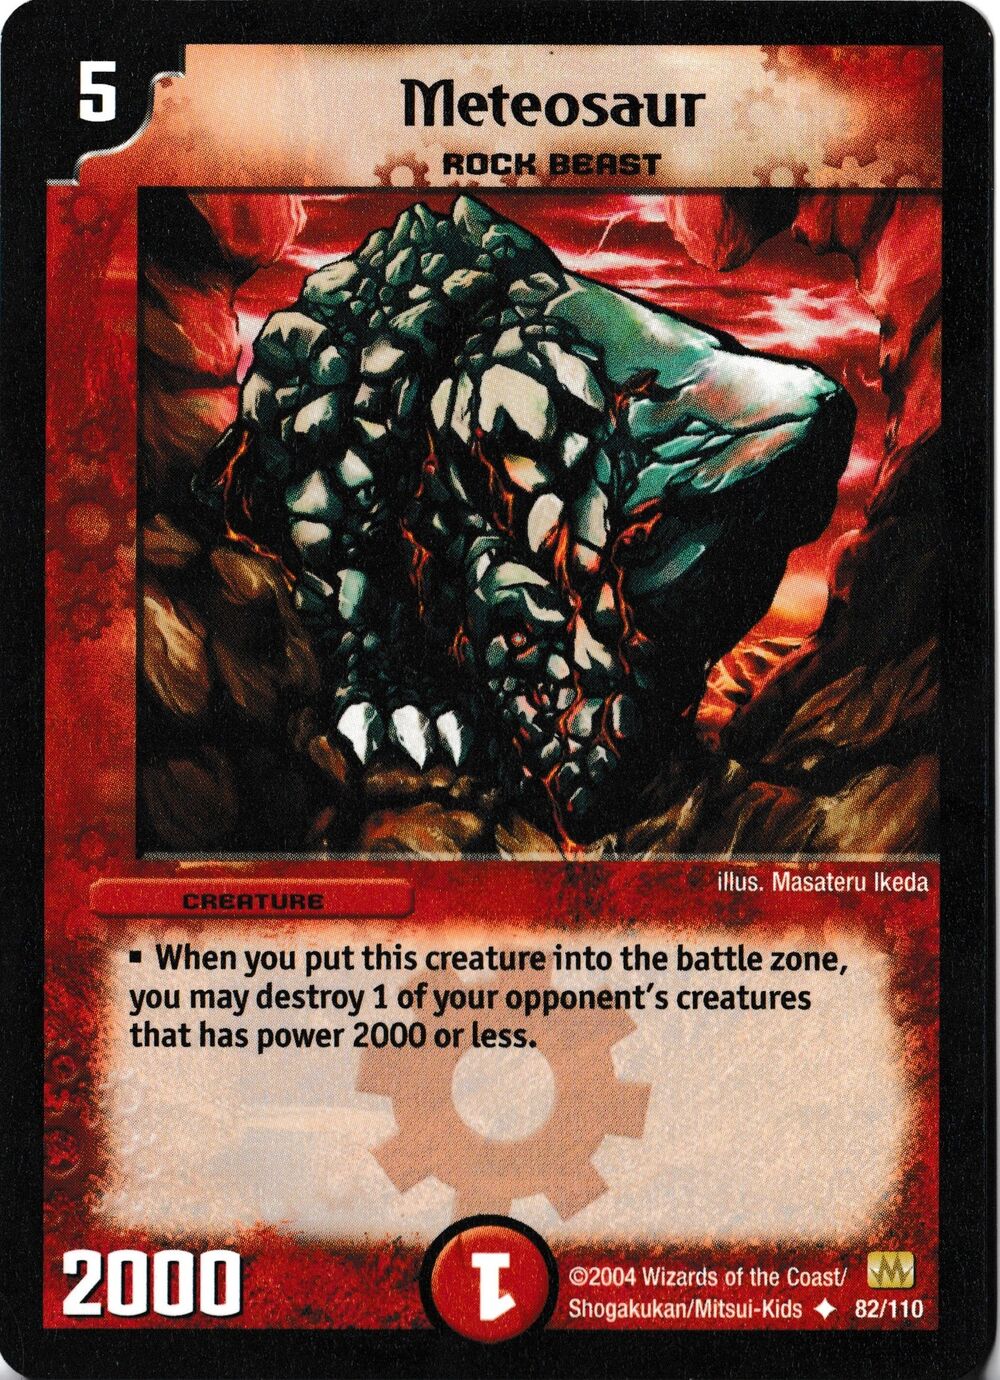 5
Meteosaur
ROCK BEAST
illus. Masateru Ikeda
CREATURE
▪ When you put this creature into the battle zone,
you may destroy 1 of your opponent's creatures
that has power 2000 or less.
2000
1
©2004 Wizards of the Coast/
Shogakukan/Mitsui-Kids ✦ 82/110
M